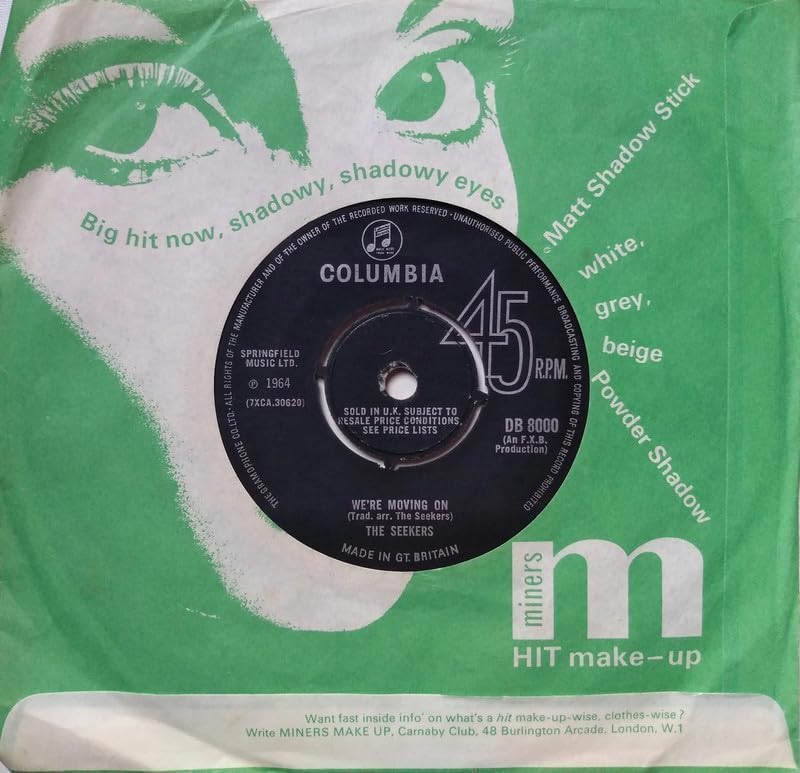 Big hit now, shadowy, shadowy eyes
Matt Shadow Stick
white,
grey,
beige
Powder Shadow
THE GRAMOPHONE CO. LTD. · ALL RIGHTS OF THE MANUFACTURER AND OF THE OWNER OF THE RECORDED WORK RESERVED · UNAUTHORISED PUBLIC PERFORMANCE BROADCASTING AND COPYING OF THIS RECORD PROHIBITED
COLUMBIA
45
R.P.M.
SPRINGFIELD
MUSIC LTD.
℗ 1964
(7XCA.30620)
SOLD IN U.K. SUBJECT TO
RESALE PRICE CONDITIONS,
SEE PRICE LISTS
DB 8000
(An F.X.B.
Production)
WE'RE MOVING ON
(Trad. arr. The Seekers)
THE SEEKERS
MADE IN GT. BRITAIN
miners
m
HIT make-up
Want fast inside info' on what's a hit make-up-wise, clothes-wise?
Write MINERS MAKE UP, Carnaby Club, 48 Burlington Arcade, London, W.1